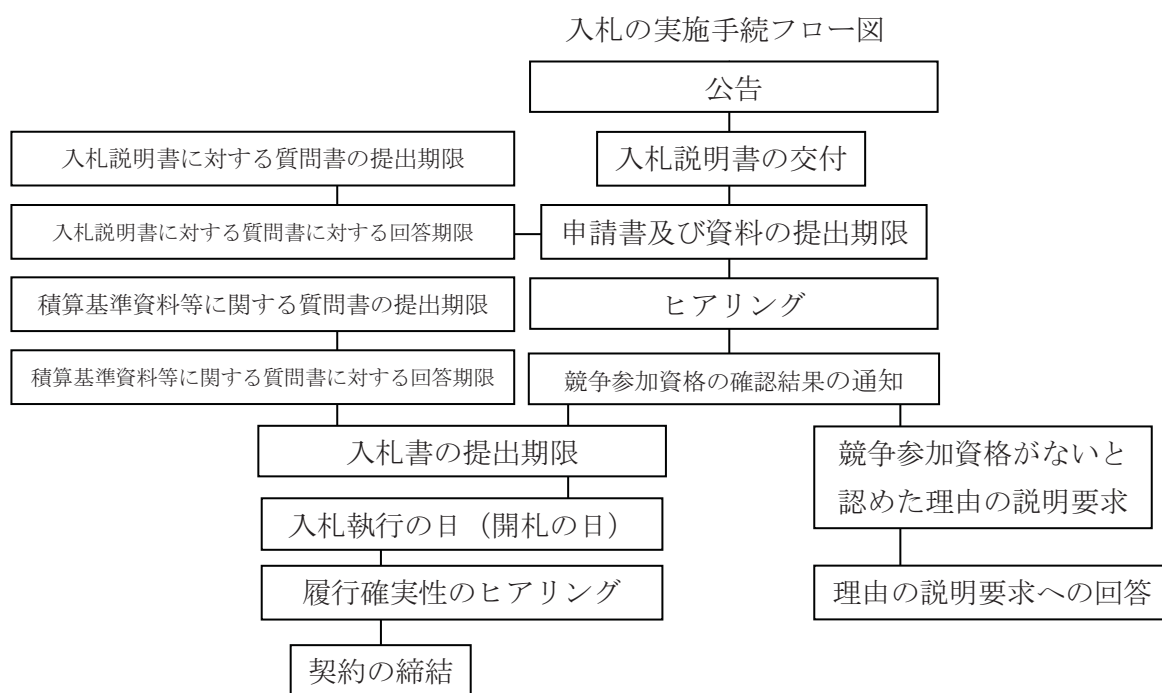 入札の実施手続フロー図
公告
入札説明書に対する質問書の提出期限
入札説明書の交付
入札説明書に対する質問書に対する回答期限
申請書及び資料の提出期限
積算基準資料等に関する質問書の提出期限
ヒアリング
積算基準資料等に関する質問書に対する回答期限
競争参加資格の確認結果の通知
入札書の提出期限
競争参加資格がないと
認めた理由の説明要求
入札執行の日（開札の日）
履行確実性のヒアリング
理由の説明要求への回答
契約の締結